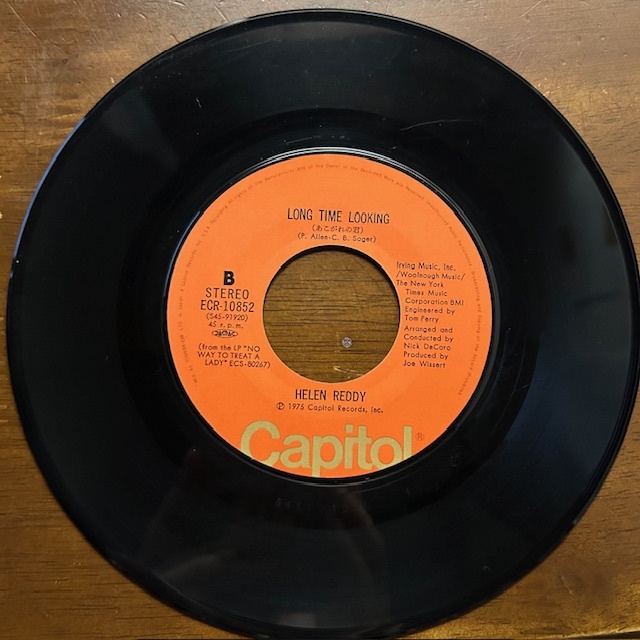 LONG TIME LOOKING
(あこがれの君)
(P. Allen-C. B. Sager)
B
STEREO
ECR-10852
(S45-91920)
45 r.p.m.
(from the LP "NO
WAY TO TREAT A
LADY" ECS-80267)
Irving Music, Inc.
/Woolnough Music/
The New York
Times Music
Corporation BMI
Engineered by
Tom Perry
Arranged and
Conducted by
Nick DeCaro
Produced by
Joe Wissert
HELEN REDDY
℗ 1975 Capitol Records, Inc.
Capitol®